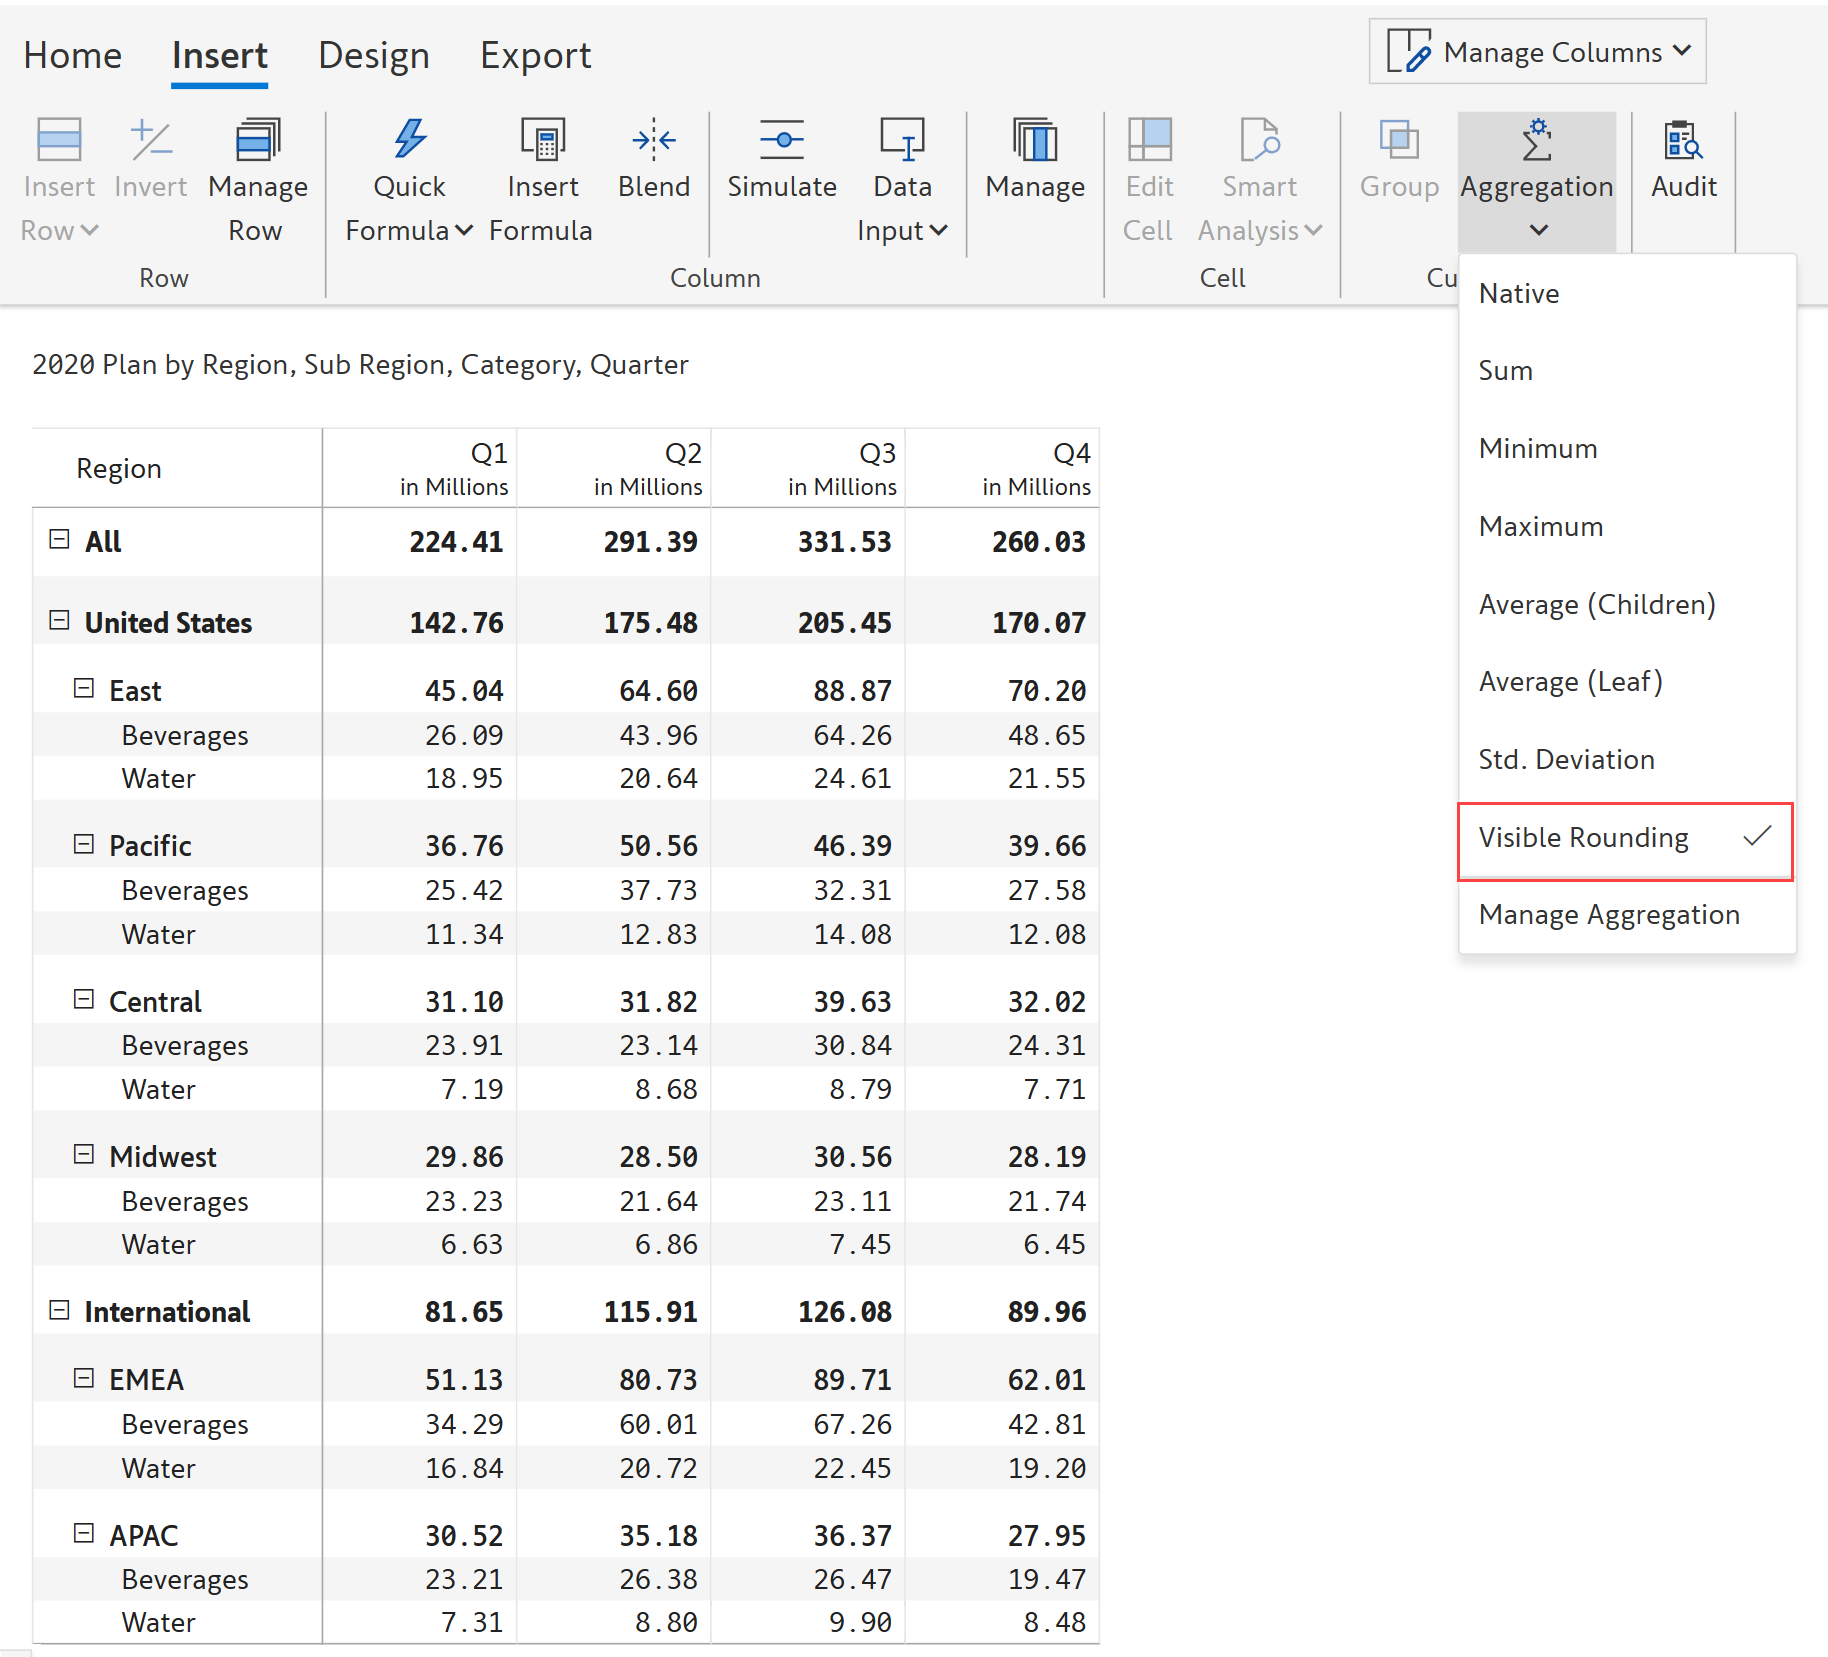 Home Insert Design Export Manage Columns
Insert Row Invert Manage Row Quick Formula Insert Formula Blend Simulate Data Input Manage Edit Cell Smart Analysis Group Aggregation Audit
Row Column Cell Cu
Native
Sum
Minimum
Maximum
Average (Children)
Average (Leaf)
Std. Deviation
Visible Rounding
Manage Aggregation
2020 Plan by Region, Sub Region, Category, Quarter
Region Q1 in Millions Q2 in Millions Q3 in Millions Q4 in Millions
All 224.41 291.39 331.53 260.03
United States 142.76 175.48 205.45 170.07
East 45.04 64.60 88.87 70.20
Beverages 26.09 43.96 64.26 48.65
Water 18.95 20.64 24.61 21.55
Pacific 36.76 50.56 46.39 39.66
Beverages 25.42 37.73 32.31 27.58
Water 11.34 12.83 14.08 12.08
Central 31.10 31.82 39.63 32.02
Beverages 23.91 23.14 30.84 24.31
Water 7.19 8.68 8.79 7.71
Midwest 29.86 28.50 30.56 28.19
Beverages 23.23 21.64 23.11 21.74
Water 6.63 6.86 7.45 6.45
International 81.65 115.91 126.08 89.96
EMEA 51.13 80.73 89.71 62.01
Beverages 34.29 60.01 67.26 42.81
Water 16.84 20.72 22.45 19.20
APAC 30.52 35.18 36.37 27.95
Beverages 23.21 26.38 26.47 19.47
Water 7.31 8.80 9.90 8.48